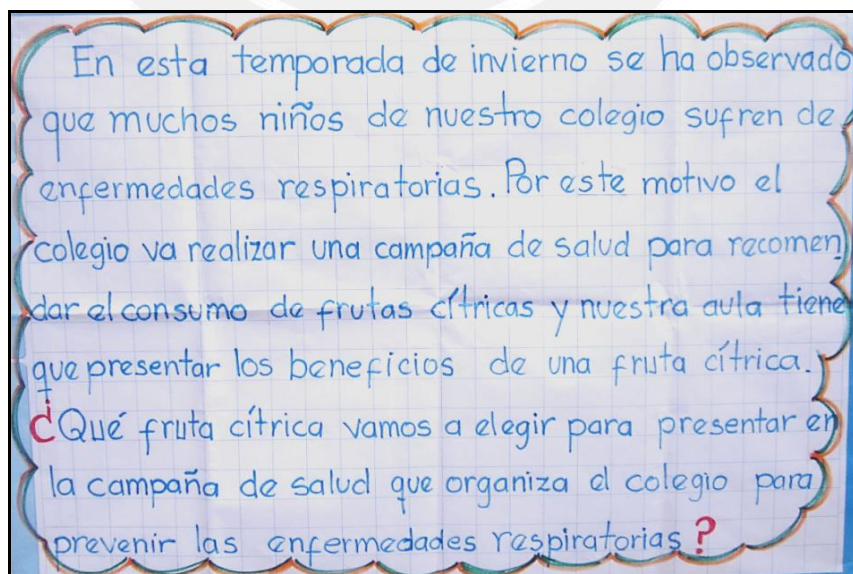 En esta temporada de invierno se ha observado
que muchos niños de nuestro colegio sufren de
enfermedades respiratorias. Por este motivo el
colegio va realizar una campaña de salud para recomen
dar el consumo de frutas cítricas y nuestra aula tiene
que presentar los beneficios de una fruta cítrica.
¿Qué fruta cítrica vamos a elegir para presentar en
la campaña de salud que organiza el colegio para
prevenir las enfermedades respiratorias?